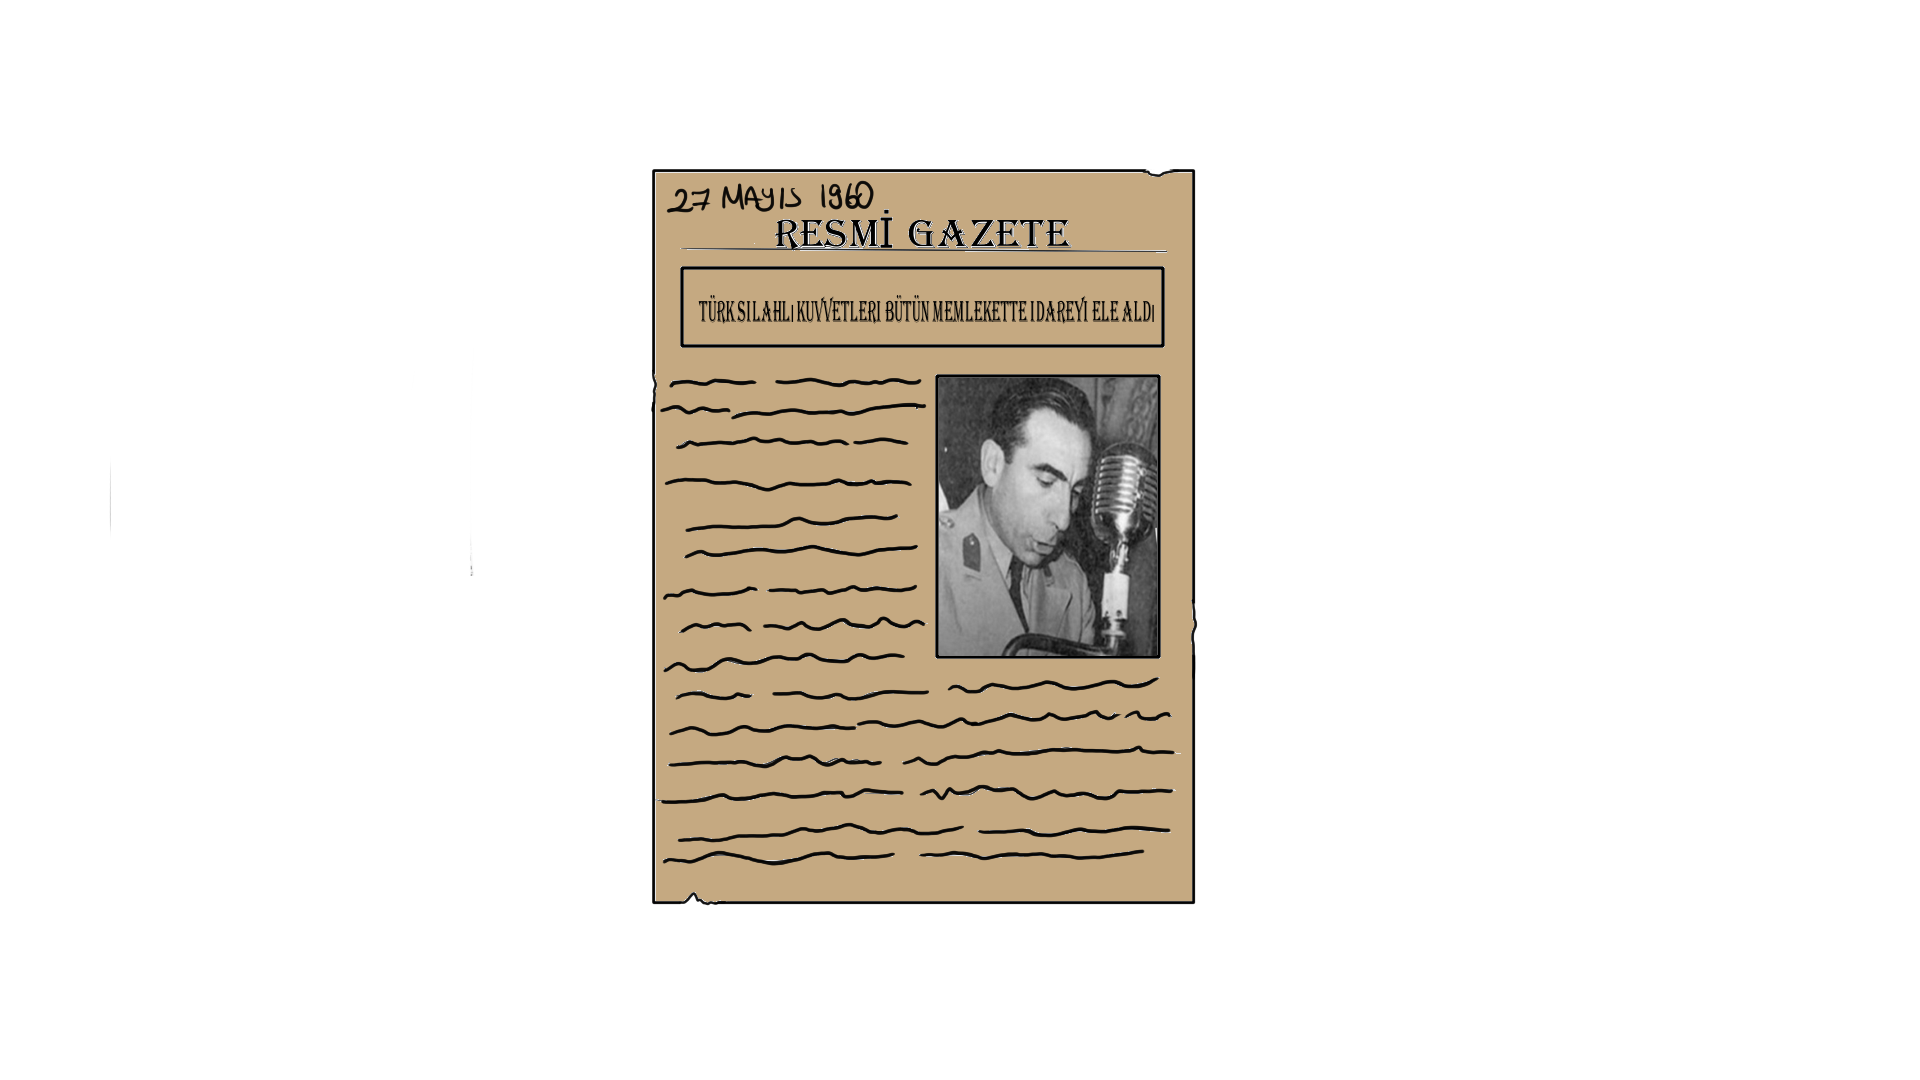 27 MAYIS 1960
RESMİ GAZETE
TÜRK SILAHLI KUVVETLERI BÜTÜN MEMLEKETTE IDAREYİ ELE ALDI